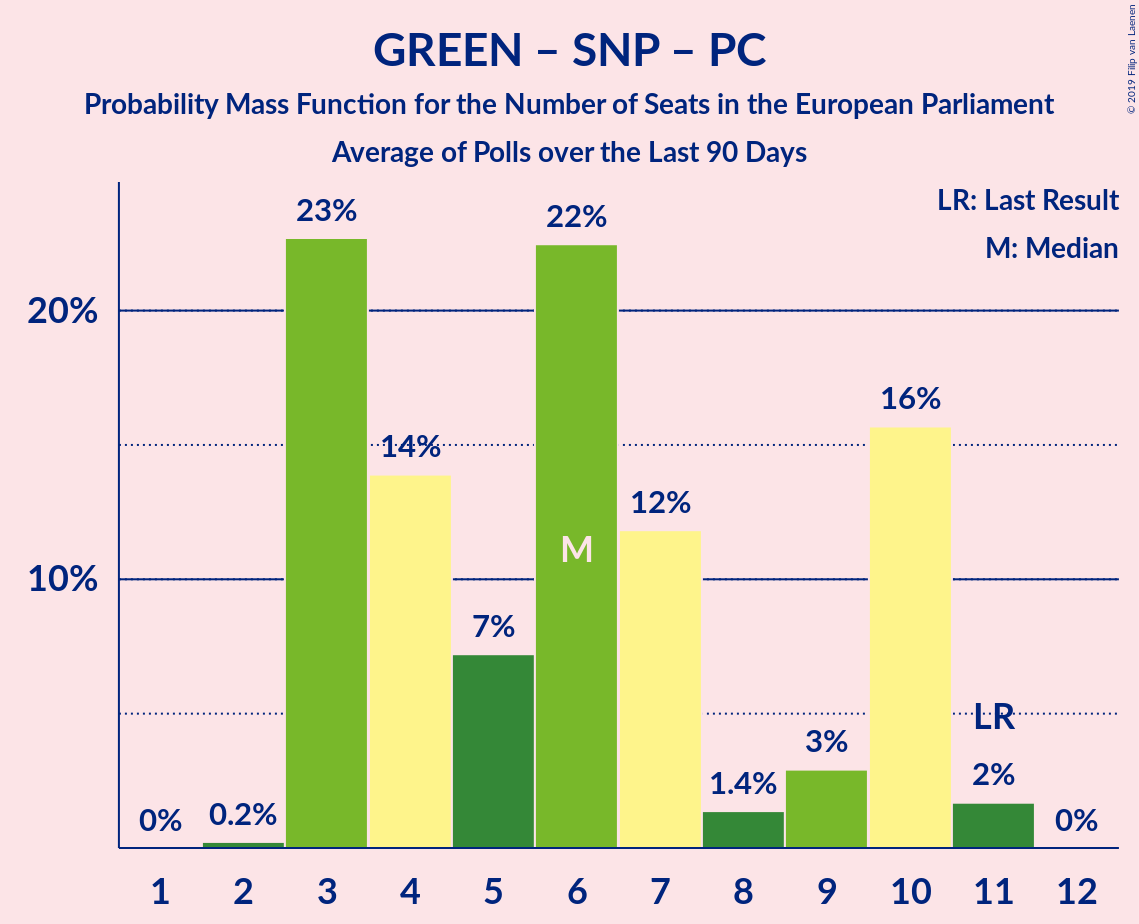 GREEN – SNP – PC
Probability Mass Function for the Number of Seats in the European Parliament
Average of Polls over the Last 90 Days
© 2019 Filip van Laenen
LR: Last Result
M: Median
23%
22%
20%
16%
14%
12%
M
10%
7%
LR
3%
2%
1.4%
0.2%
0%
0%
1 2 3 4 5 6 7 8 9 10 11 12